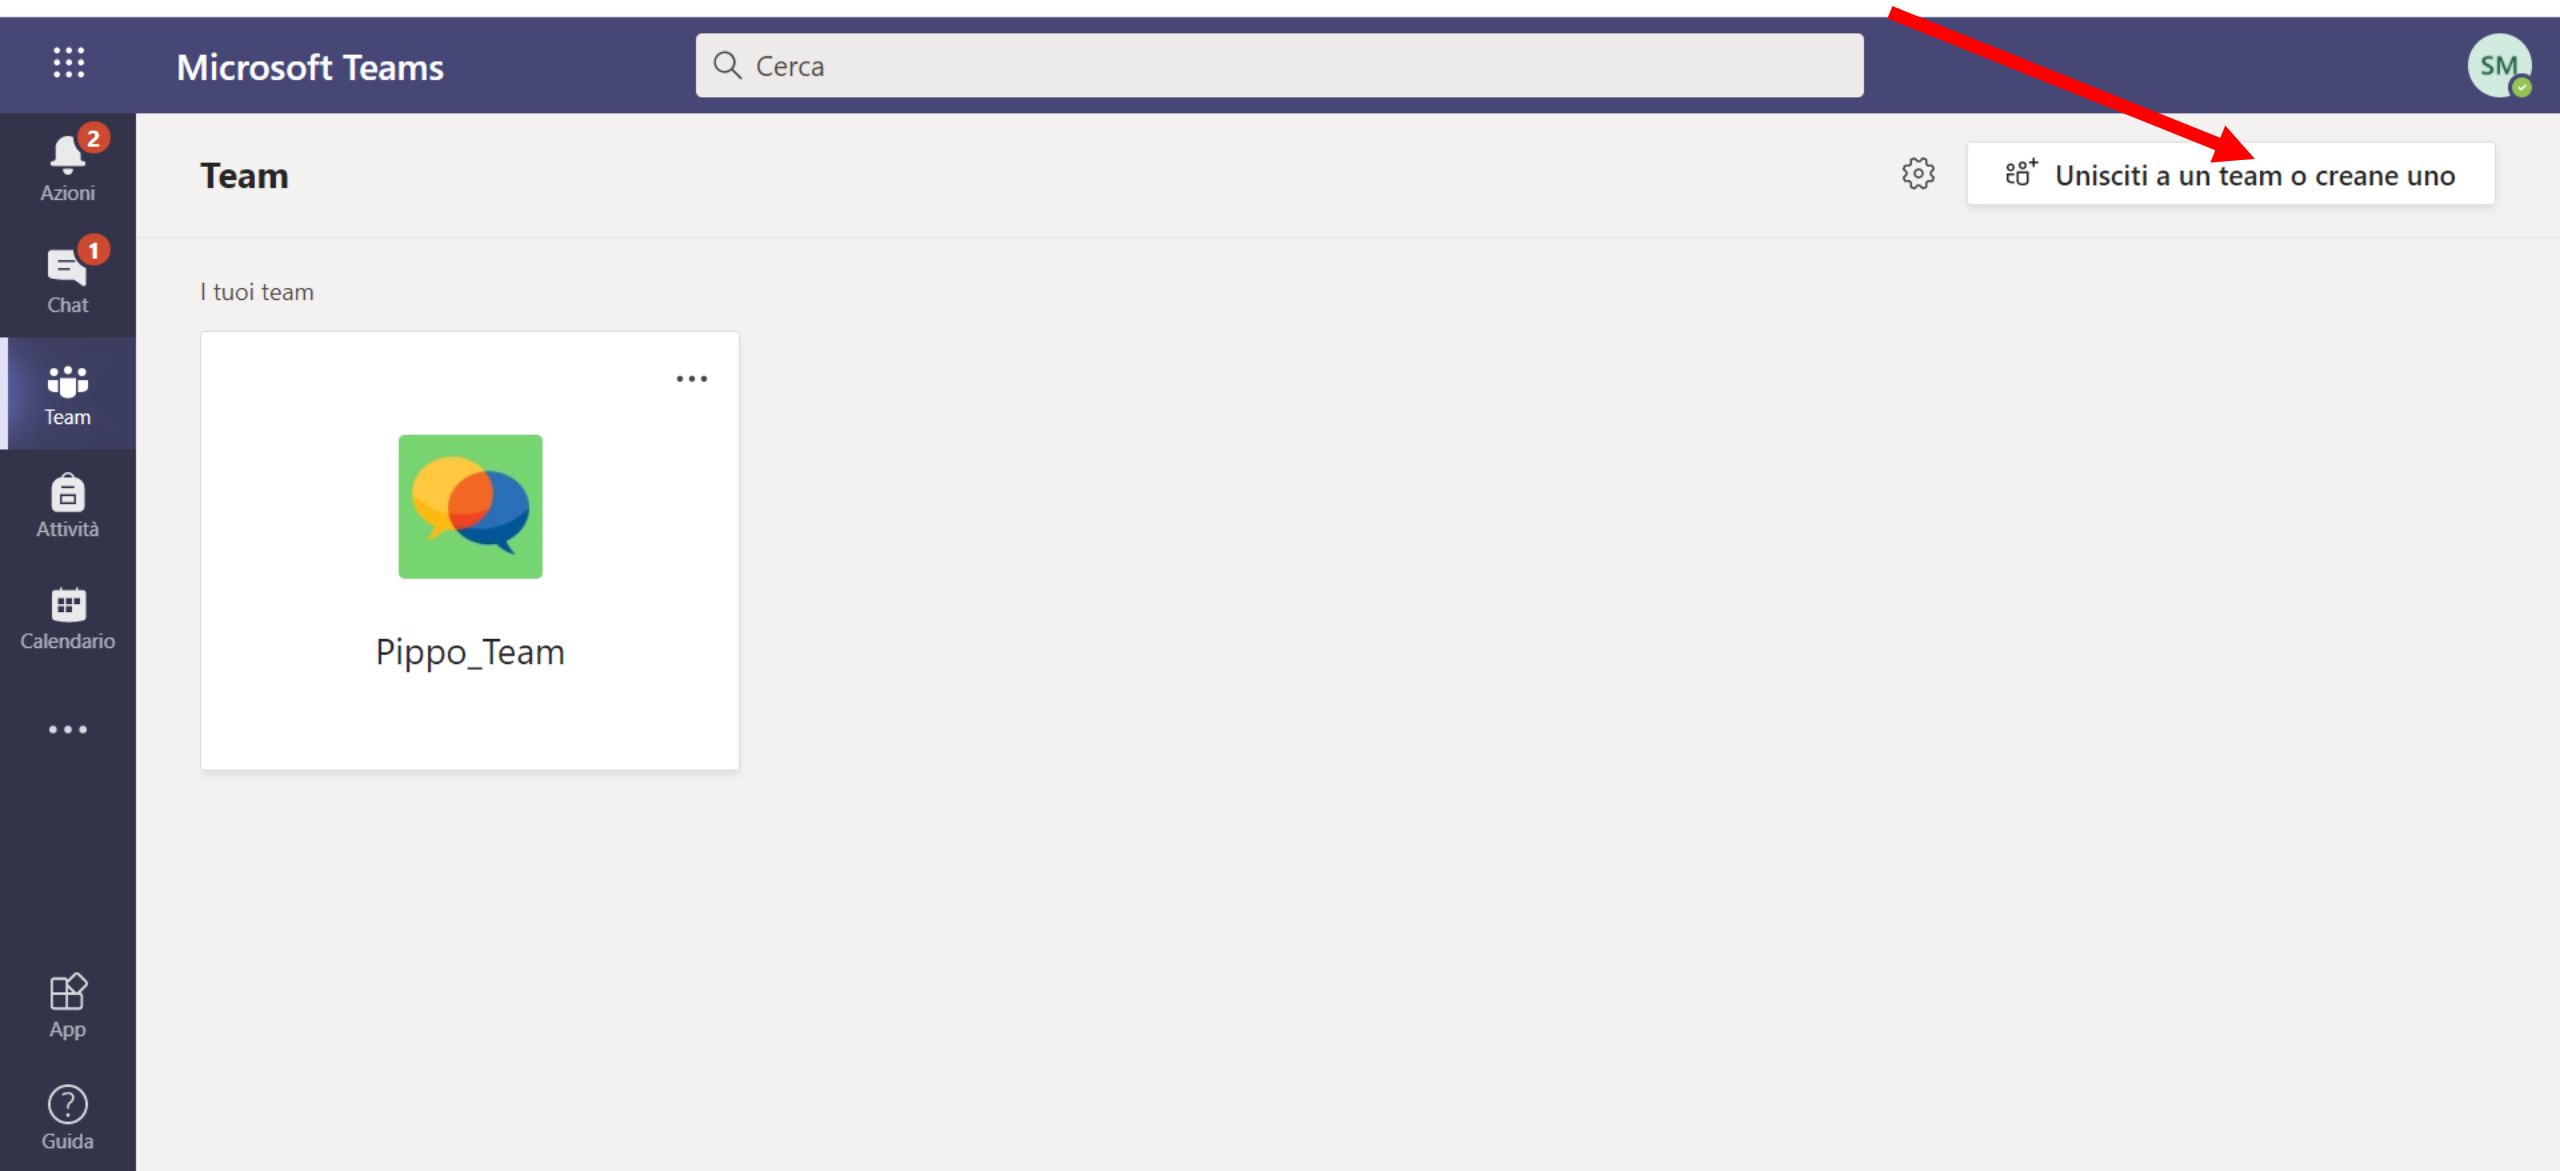 Microsoft Teams
Cerca
SM
2
Azioni
1
Chat
Team
Attività
Calendario
App
Guida
Team
Unisciti a un team o creane uno
I tuoi team
Pippo_Team